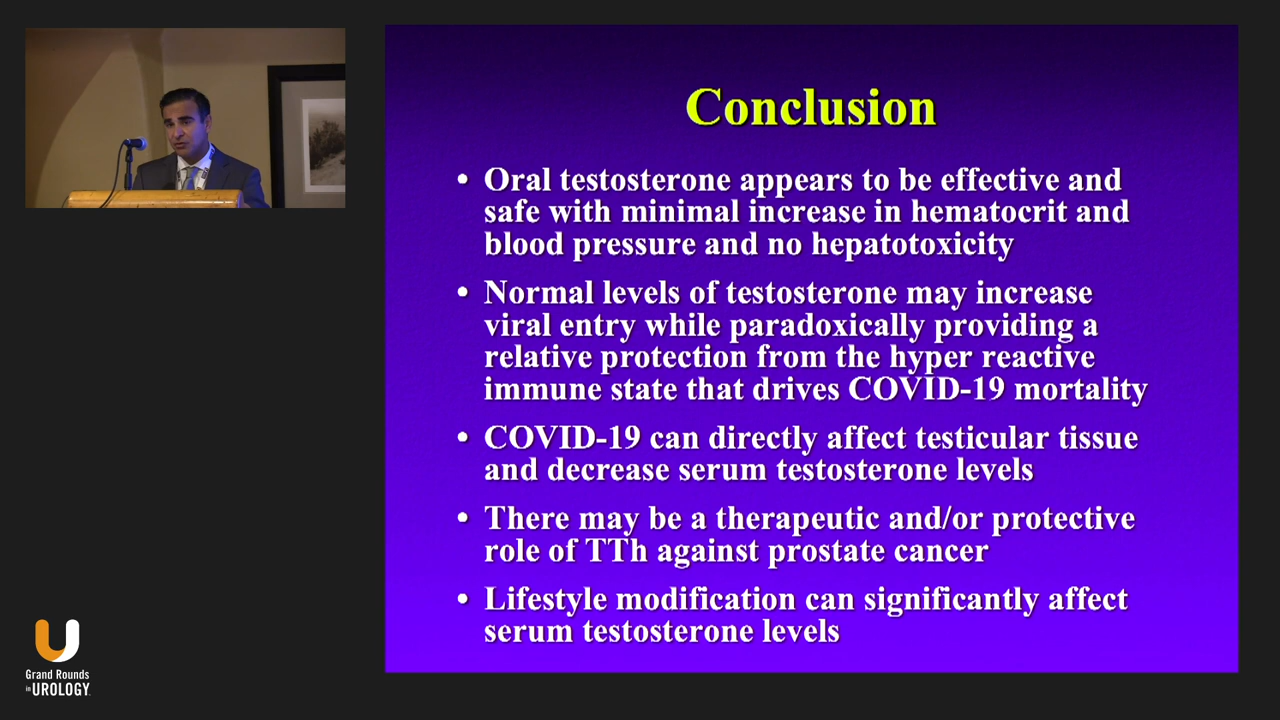 Conclusion
• Oral testosterone appears to be effective and
safe with minimal increase in hematocrit and
blood pressure and no hepatotoxicity
• Normal levels of testosterone may increase
viral entry while paradoxically providing a
relative protection from the hyper reactive
immune state that drives COVID-19 mortality
• COVID-19 can directly affect testicular tissue
and decrease serum testosterone levels
• There may be a therapeutic and/or protective
role of TTh against prostate cancer
• Lifestyle modification can significantly affect
serum testosterone levels
Grand Rounds
in UROLOGY